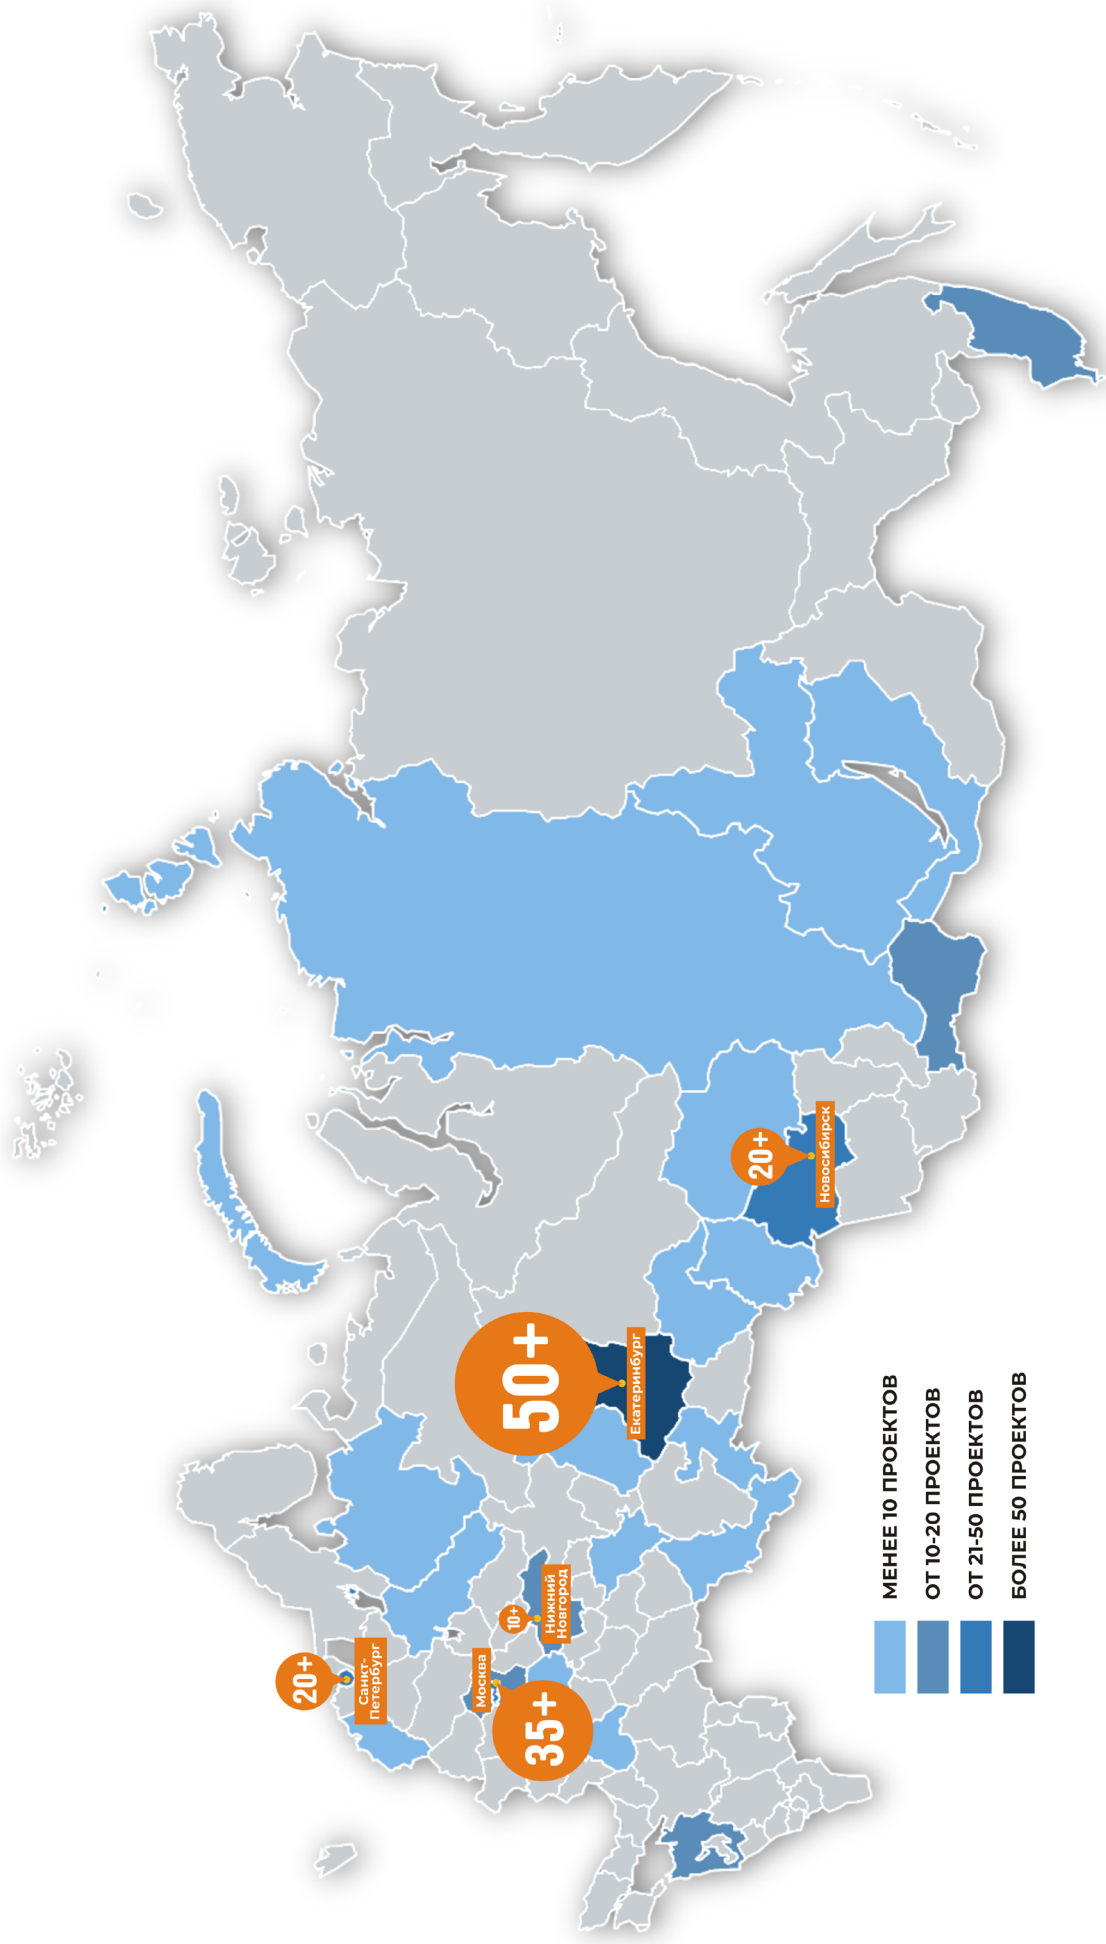 20+
Санкт-
Петербург
Москва
35+
10+
Нижний
Новгород
50+
Екатеринбург
20+
Новосибирск
МЕНЕЕ 10 ПРОЕКТОВ
ОТ 10-20 ПРОЕКТОВ
ОТ 21-50 ПРОЕКТОВ
БОЛЕЕ 50 ПРОЕКТОВ